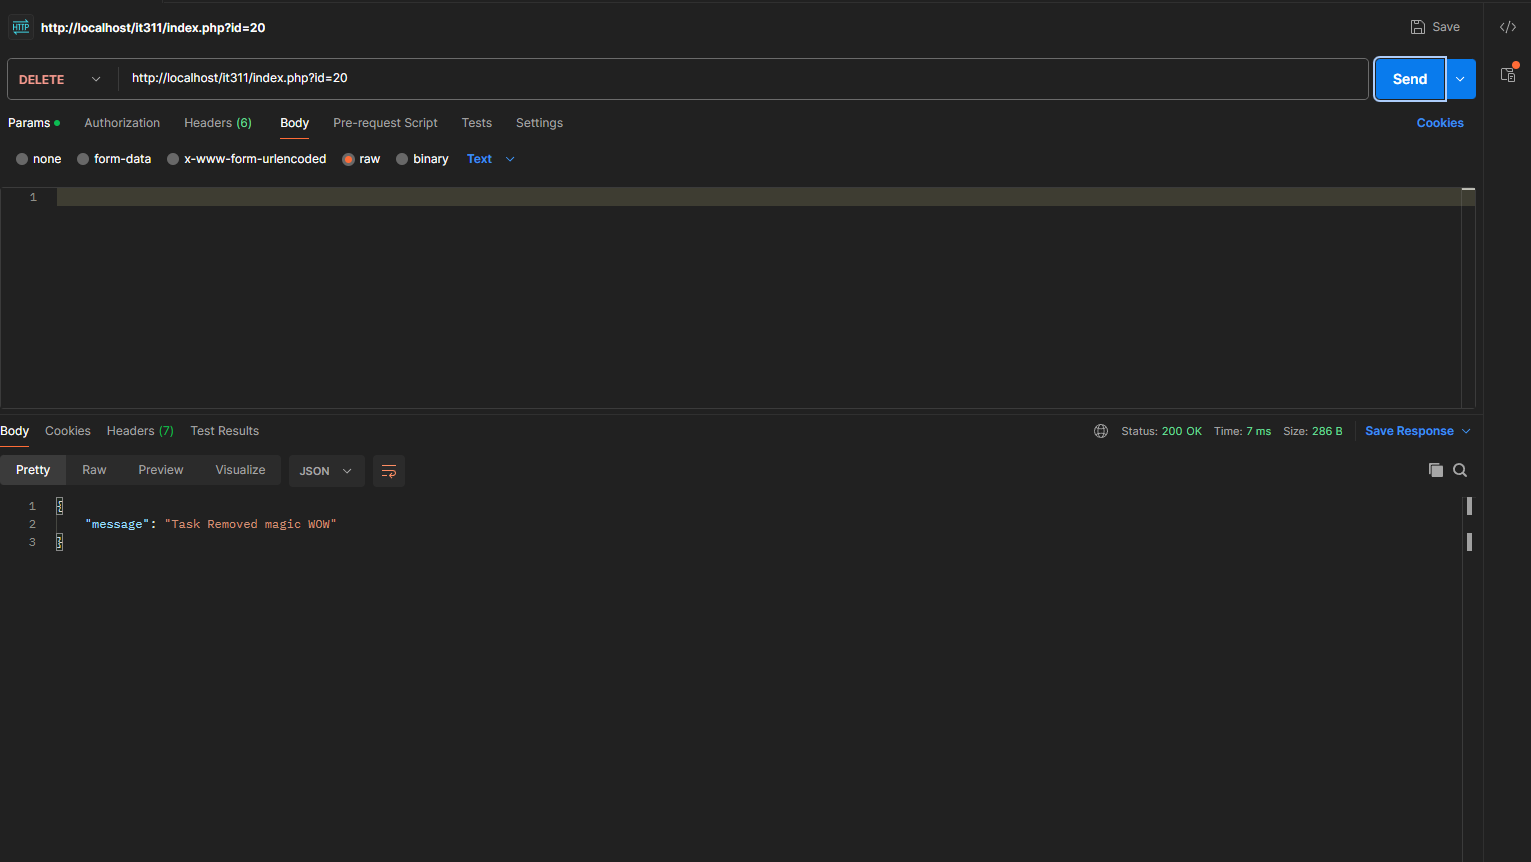 HTTP http://localhost/it311/index.php?id=20 Save </>
DELETE http://localhost/it311/index.php?id=20 Send
Params Authorization Headers (6) Body Pre-request Script Tests Settings Cookies
none form-data x-www-form-urlencoded raw binary Text
1
Body Cookies Headers (7) Test Results Status: 200 OK Time: 7 ms Size: 286 B Save Response
Pretty Raw Preview Visualize JSON
1 {
2 "message": "Task Removed magic WOW"
3 }